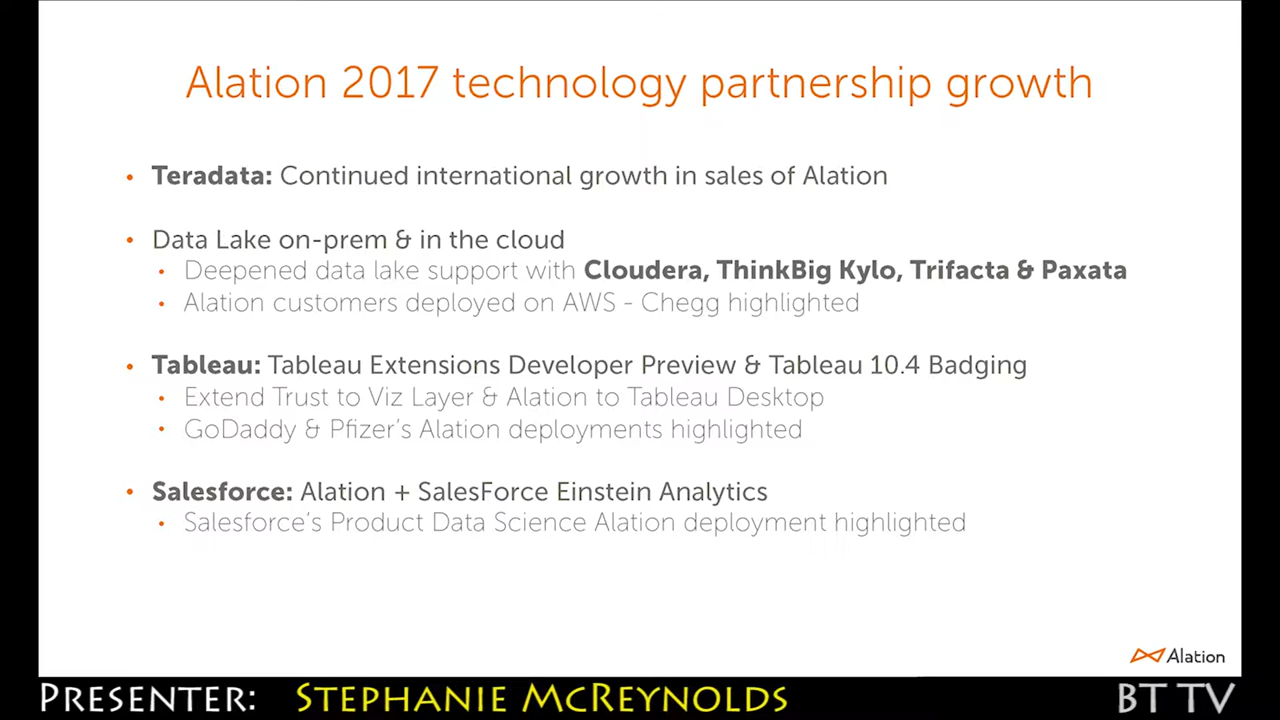 Alation 2017 technology partnership growth
• Teradata: Continued international growth in sales of Alation
• Data Lake on-prem & in the cloud
• Deepened data lake support with Cloudera, ThinkBig Kylo, Trifacta & Paxata
• Alation customers deployed on AWS - Chegg highlighted
• Tableau: Tableau Extensions Developer Preview & Tableau 10.4 Badging
• Extend Trust to Viz Layer & Alation to Tableau Desktop
• GoDaddy & Pfizer's Alation deployments highlighted
• Salesforce: Alation + SalesForce Einstein Analytics
• Salesforce's Product Data Science Alation deployment highlighted
Alation
Presenter: Stephanie McReynolds
BT TV